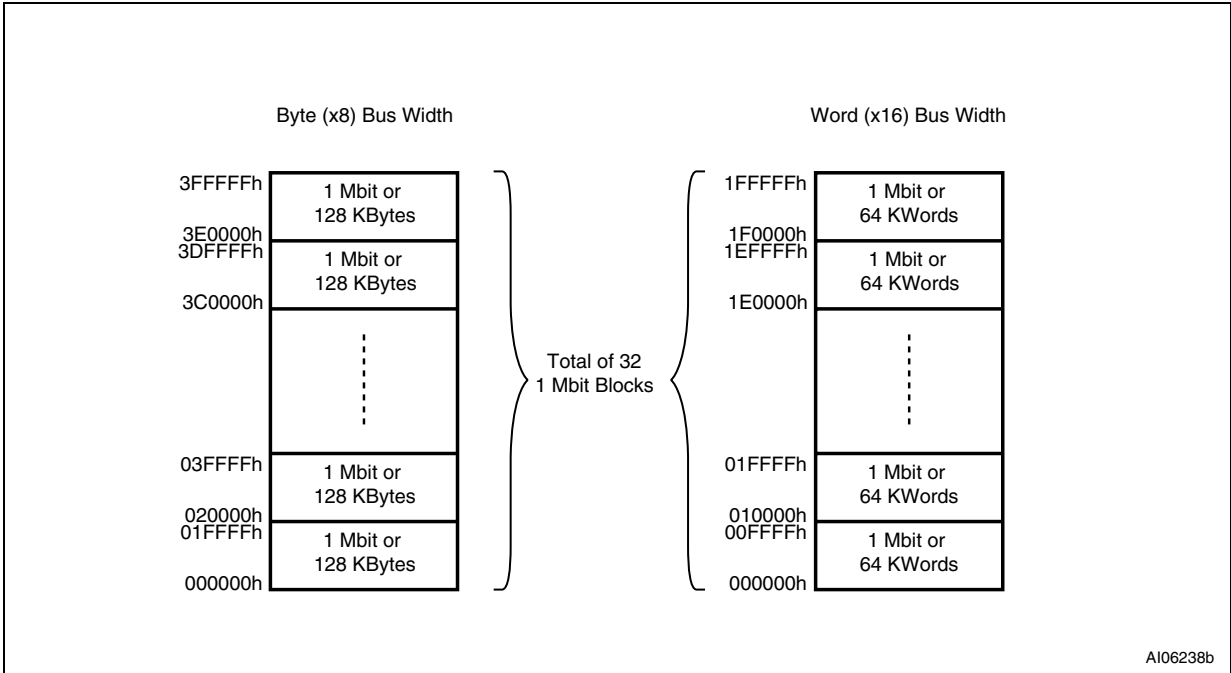 Byte (x8) Bus Width
3FFFFFh
1 Mbit or
128 KBytes
3E0000h
3DFFFFh
1 Mbit or
128 KBytes
3C0000h
03FFFFh
1 Mbit or
128 KBytes
020000h
01FFFFh
1 Mbit or
128 KBytes
000000h
Total of 32
1 Mbit Blocks
Word (x16) Bus Width
1FFFFFh
1 Mbit or
64 KWords
1F0000h
1EFFFFh
1 Mbit or
64 KWords
1E0000h
01FFFFh
1 Mbit or
64 KWords
010000h
00FFFFh
1 Mbit or
64 KWords
000000h
AI06238b